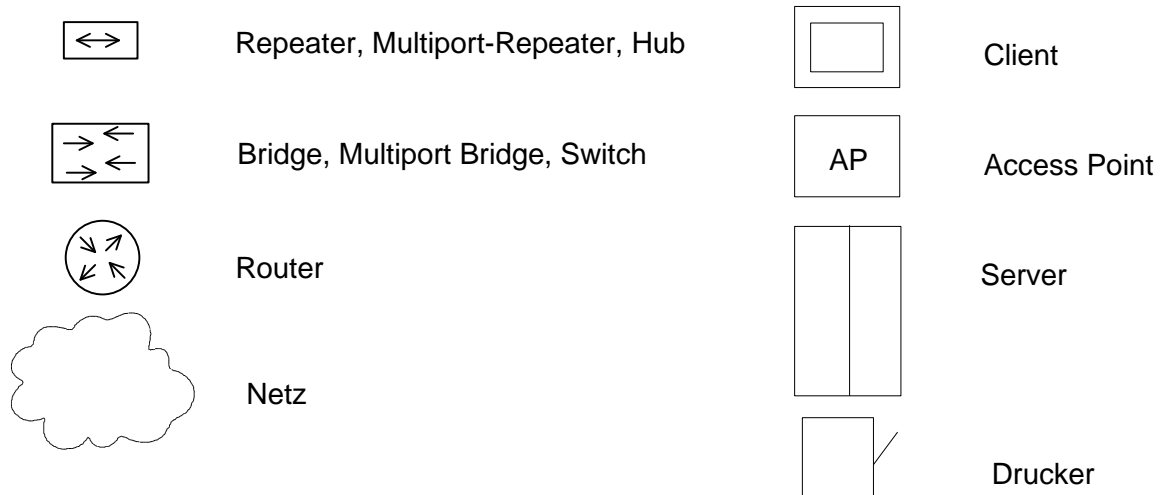 Repeater, Multiport-Repeater, Hub
Client
Bridge, Multiport Bridge, Switch
AP
Access Point
Router
Server
Netz
Drucker